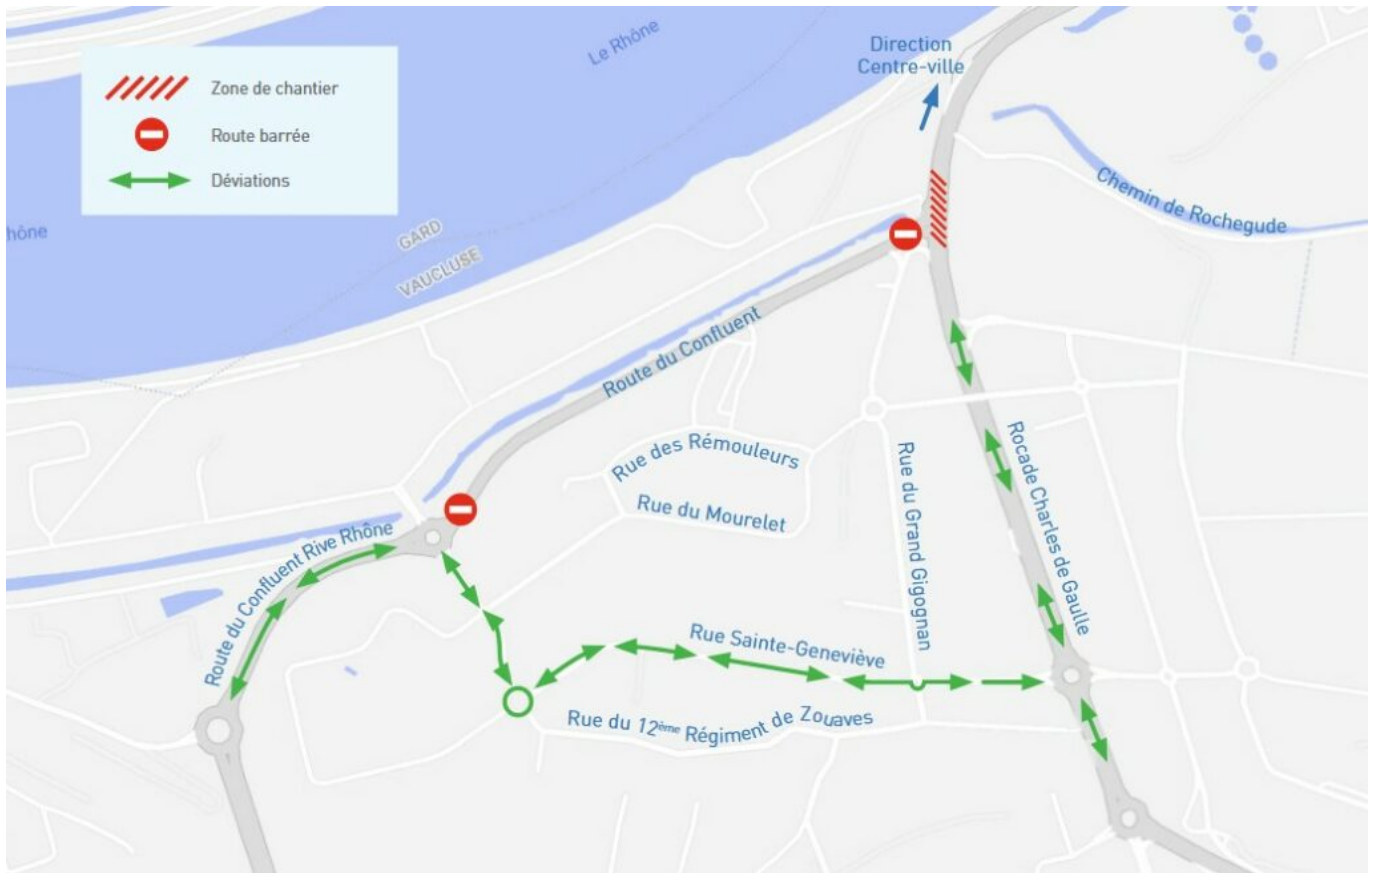 Direction
Centre-ville
Le Rhône
Zone de chantier
Route barrée
Déviations
hône
GARD
VAUCLUSE
Chemin de Rochegude
Route du Confluent
Rue des Rémouleurs
Rue du Mourelet
Rue du Grand Gigognan
Rocade Charles de Gaulle
Route du Confluent Rive Rhône
Rue Sainte-Geneviève
Rue du 12ème Régiment de Zouaves